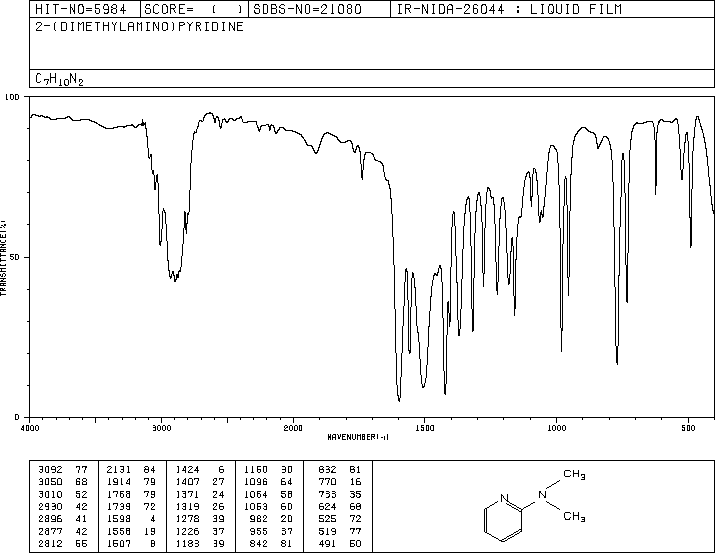 HIT-NO=5984 SCORE= ( ) SDBS-NO=21080 IR-NIDA-26044 : LIQUID FILM
2-(DIMETHYLAMINO)PYRIDINE
C7H10N2
100
50
0
TRANSMITTANCE(%)
4000 3000 2000 1500 1000 500
WAVENUMBER(-1)
3092 77 2131 84 1424 6 1160 30 832 81
3050 68 1914 79 1407 27 1096 64 770 16
3010 52 1768 79 1371 24 1064 58 733 35
2930 42 1739 72 1319 26 1053 60 624 68
2896 41 1598 4 1278 39 982 20 525 72
2877 42 1558 19 1226 37 955 37 519 77
2812 55 1507 8 1183 39 842 81 491 50
CH3
N
N
CH3